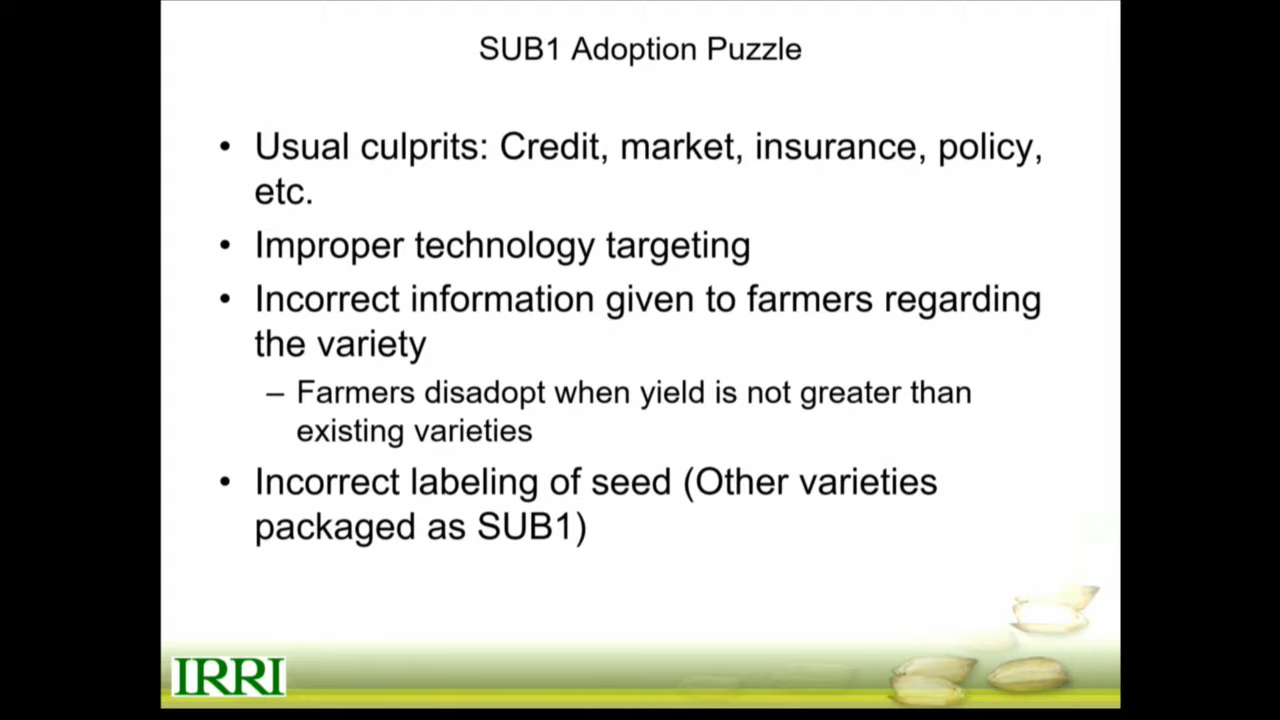 SUB1 Adoption Puzzle
• Usual culprits: Credit, market, insurance, policy,
etc.
• Improper technology targeting
• Incorrect information given to farmers regarding
the variety
– Farmers disadopt when yield is not greater than
existing varieties
• Incorrect labeling of seed (Other varieties
packaged as SUB1)
IRRI